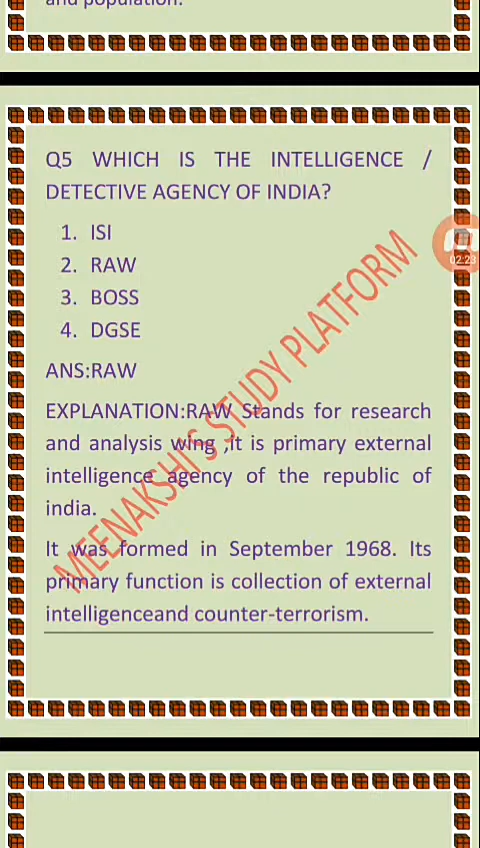 and population.
Q5 WHICH IS THE INTELLIGENCE /
DETECTIVE AGENCY OF INDIA?
1. ISI
2. RAW
3. BOSS
4. DGSE
ANS:RAW
EXPLANATION:RAW Stands for research
and analysis wing ,it is primary external
intelligence agency of the republic of
india.
It was formed in September 1968. Its
primary function is collection of external
intelligenceand counter-terrorism.
MEENAKSHI'S STUDY PLATFORM
02:23